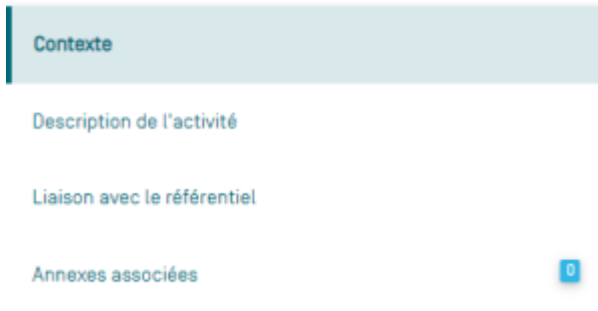 Contexte
Description de l'activité
Liaison avec le référentiel
Annexes associées 0